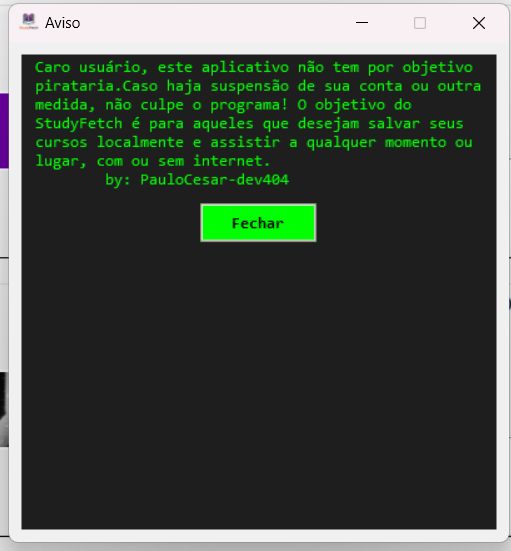 Aviso
Caro usuário, este aplicativo não tem por objetivo
pirataria.Caso haja suspensão de sua conta ou outra
medida, não culpe o programa! O objetivo do
StudyFetch é para aqueles que desejam salvar seus
cursos localmente e assistir a qualquer momento ou
lugar, com ou sem internet.
by: PauloCesar-dev404
Fechar